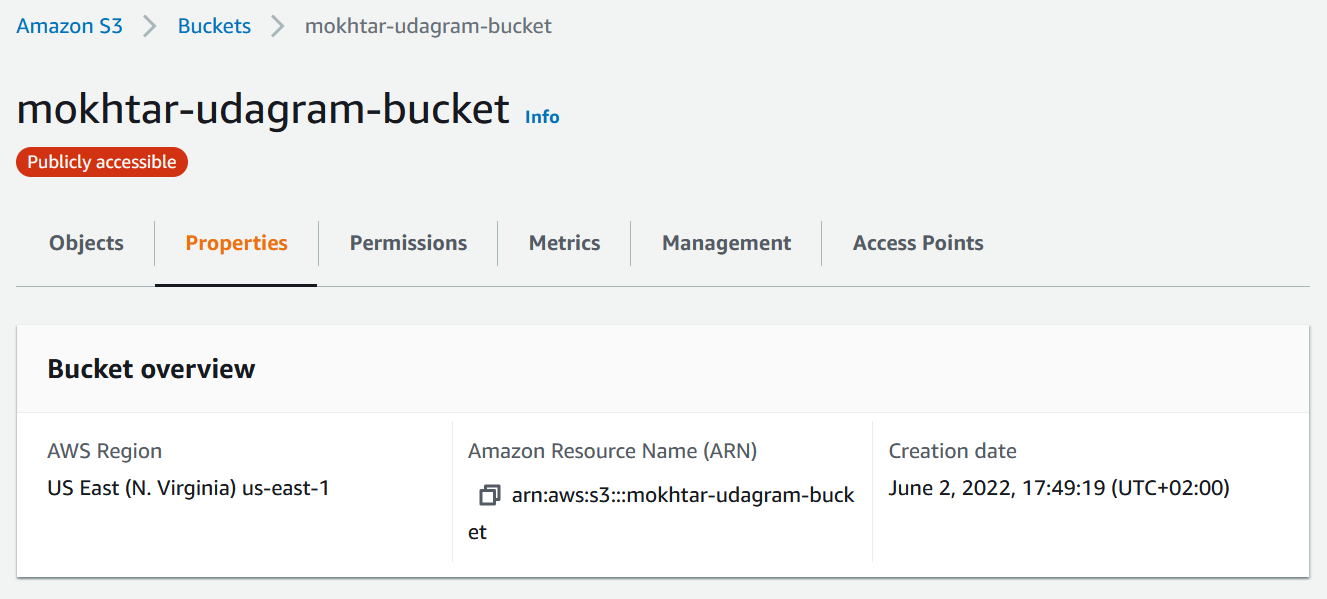 Amazon S3 > Buckets > mokhtar-udagram-bucket
mokhtar-udagram-bucket Info
Publicly accessible
Objects Properties Permissions Metrics Management Access Points
Bucket overview
AWS Region
US East (N. Virginia) us-east-1
Amazon Resource Name (ARN)
arn:aws:s3:::mokhtar-udagram-buck
et
Creation date
June 2, 2022, 17:49:19 (UTC+02:00)